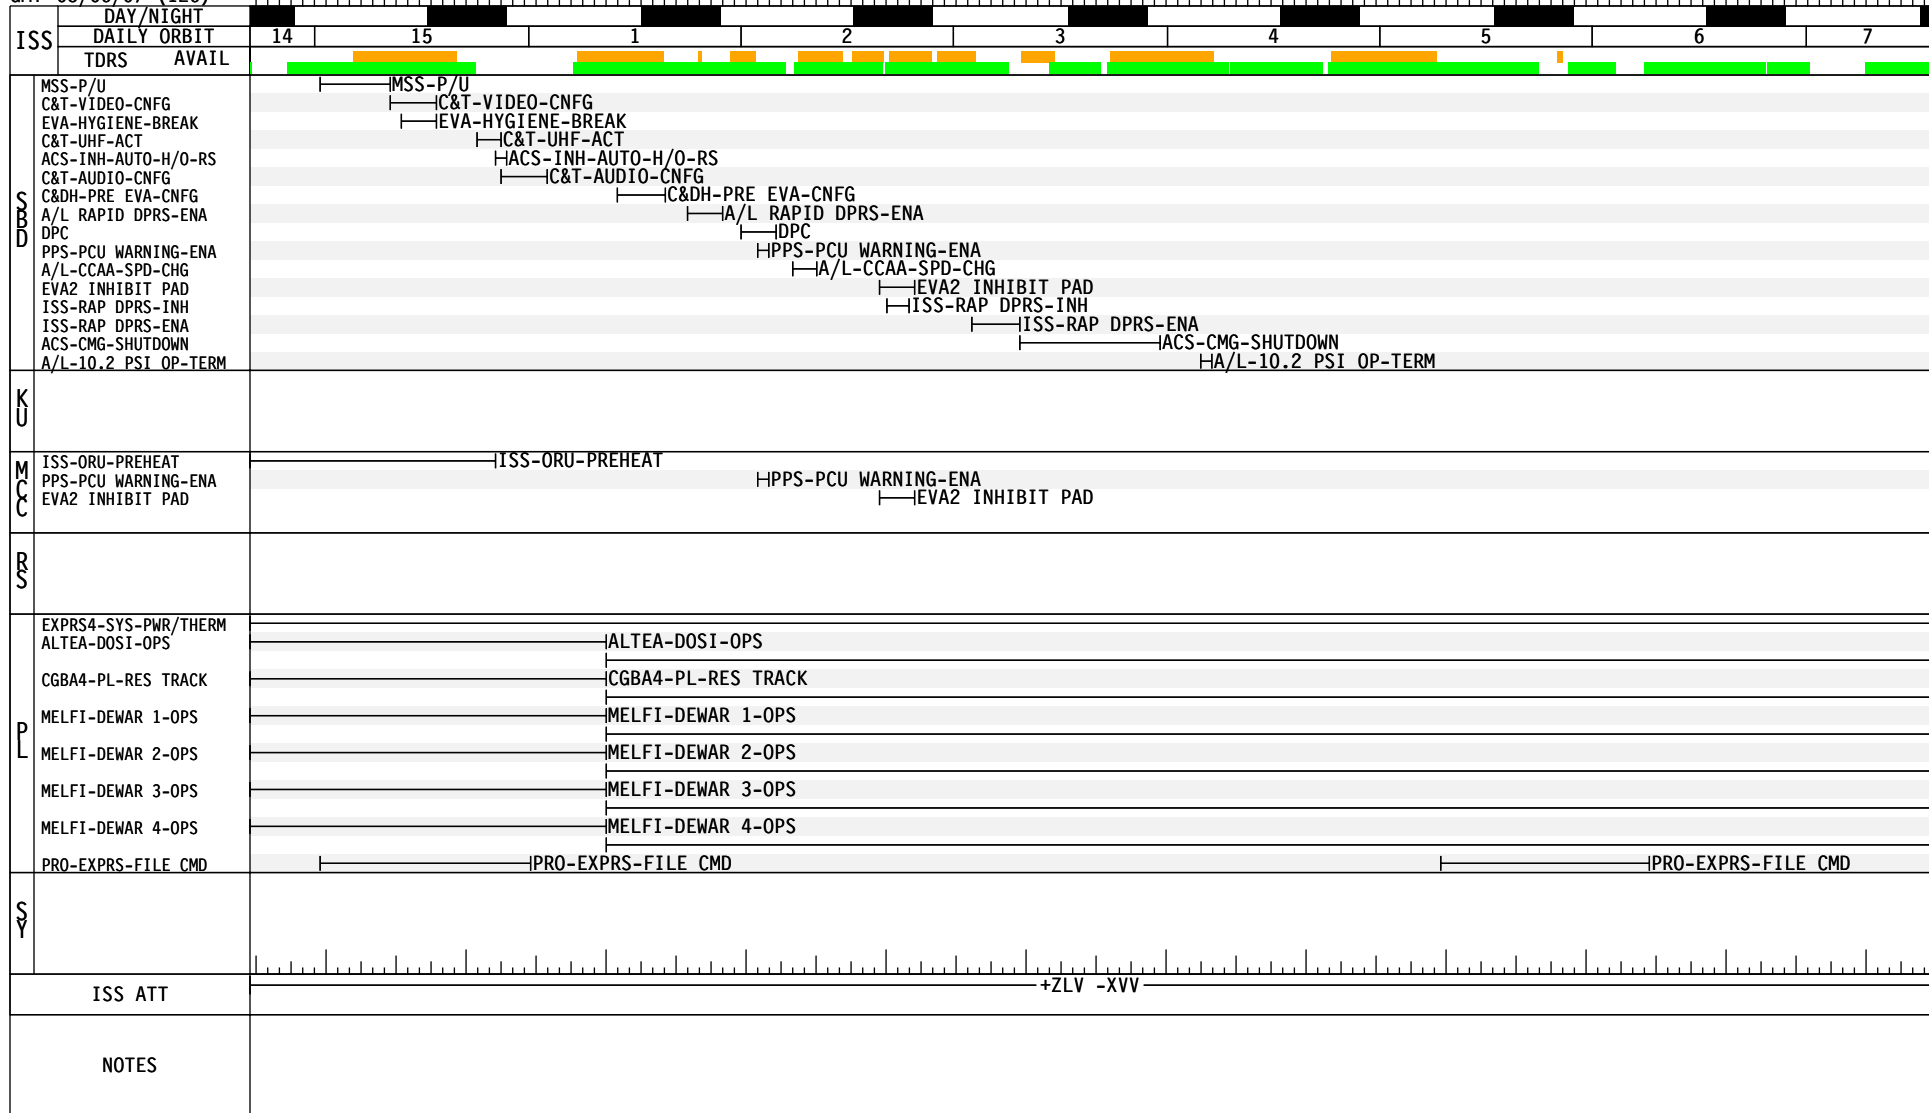 DAY/NIGHT
ISS DAILY ORBIT 14 15 1 2 3 4 5 6 7
TDRS AVAIL
SBD
MSS-P/U MSS-P/U
C&T-VIDEO-CNFG C&T-VIDEO-CNFG
EVA-HYGIENE-BREAK EVA-HYGIENE-BREAK
C&T-UHF-ACT C&T-UHF-ACT
ACS-INH-AUTO-H/O-RS ACS-INH-AUTO-H/O-RS
C&T-AUDIO-CNFG C&T-AUDIO-CNFG
C&DH-PRE EVA-CNFG C&DH-PRE EVA-CNFG
A/L RAPID DPRS-ENA A/L RAPID DPRS-ENA
DPC DPC
PPS-PCU WARNING-ENA PPS-PCU WARNING-ENA
A/L-CCAA-SPD-CHG A/L-CCAA-SPD-CHG
EVA2 INHIBIT PAD EVA2 INHIBIT PAD
ISS-RAP DPRS-INH ISS-RAP DPRS-INH
ISS-RAP DPRS-ENA ISS-RAP DPRS-ENA
ACS-CMG-SHUTDOWN ACS-CMG-SHUTDOWN
A/L-10.2 PSI OP-TERM A/L-10.2 PSI OP-TERM
KU
MCC
ISS-ORU-PREHEAT ISS-ORU-PREHEAT
PPS-PCU WARNING-ENA PPS-PCU WARNING-ENA
EVA2 INHIBIT PAD EVA2 INHIBIT PAD
RS
PL
EXPRS4-SYS-PWR/THERM
ALTEA-DOSI-OPS ALTEA-DOSI-OPS
CGBA4-PL-RES TRACK CGBA4-PL-RES TRACK
MELFI-DEWAR 1-OPS MELFI-DEWAR 1-OPS
MELFI-DEWAR 2-OPS MELFI-DEWAR 2-OPS
MELFI-DEWAR 3-OPS MELFI-DEWAR 3-OPS
MELFI-DEWAR 4-OPS MELFI-DEWAR 4-OPS
PRO-EXPRS-FILE CMD PRO-EXPRS-FILE CMD PRO-EXPRS-FILE CMD
SY
ISS ATT +ZLV -XVV
NOTES